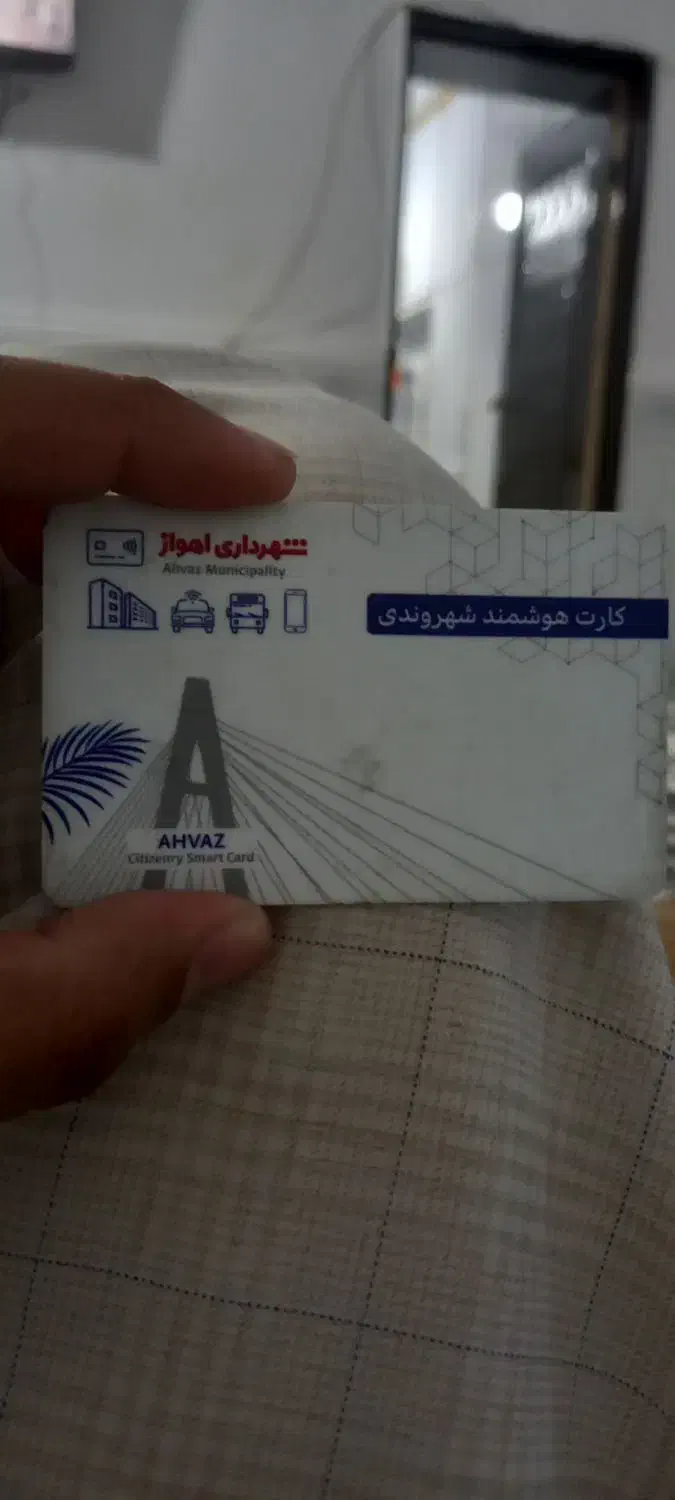 شهرداری اهواز
Ahvaz Municipality
کارت هوشمند شهروندی
AHVAZ
Citizenry Smart Card